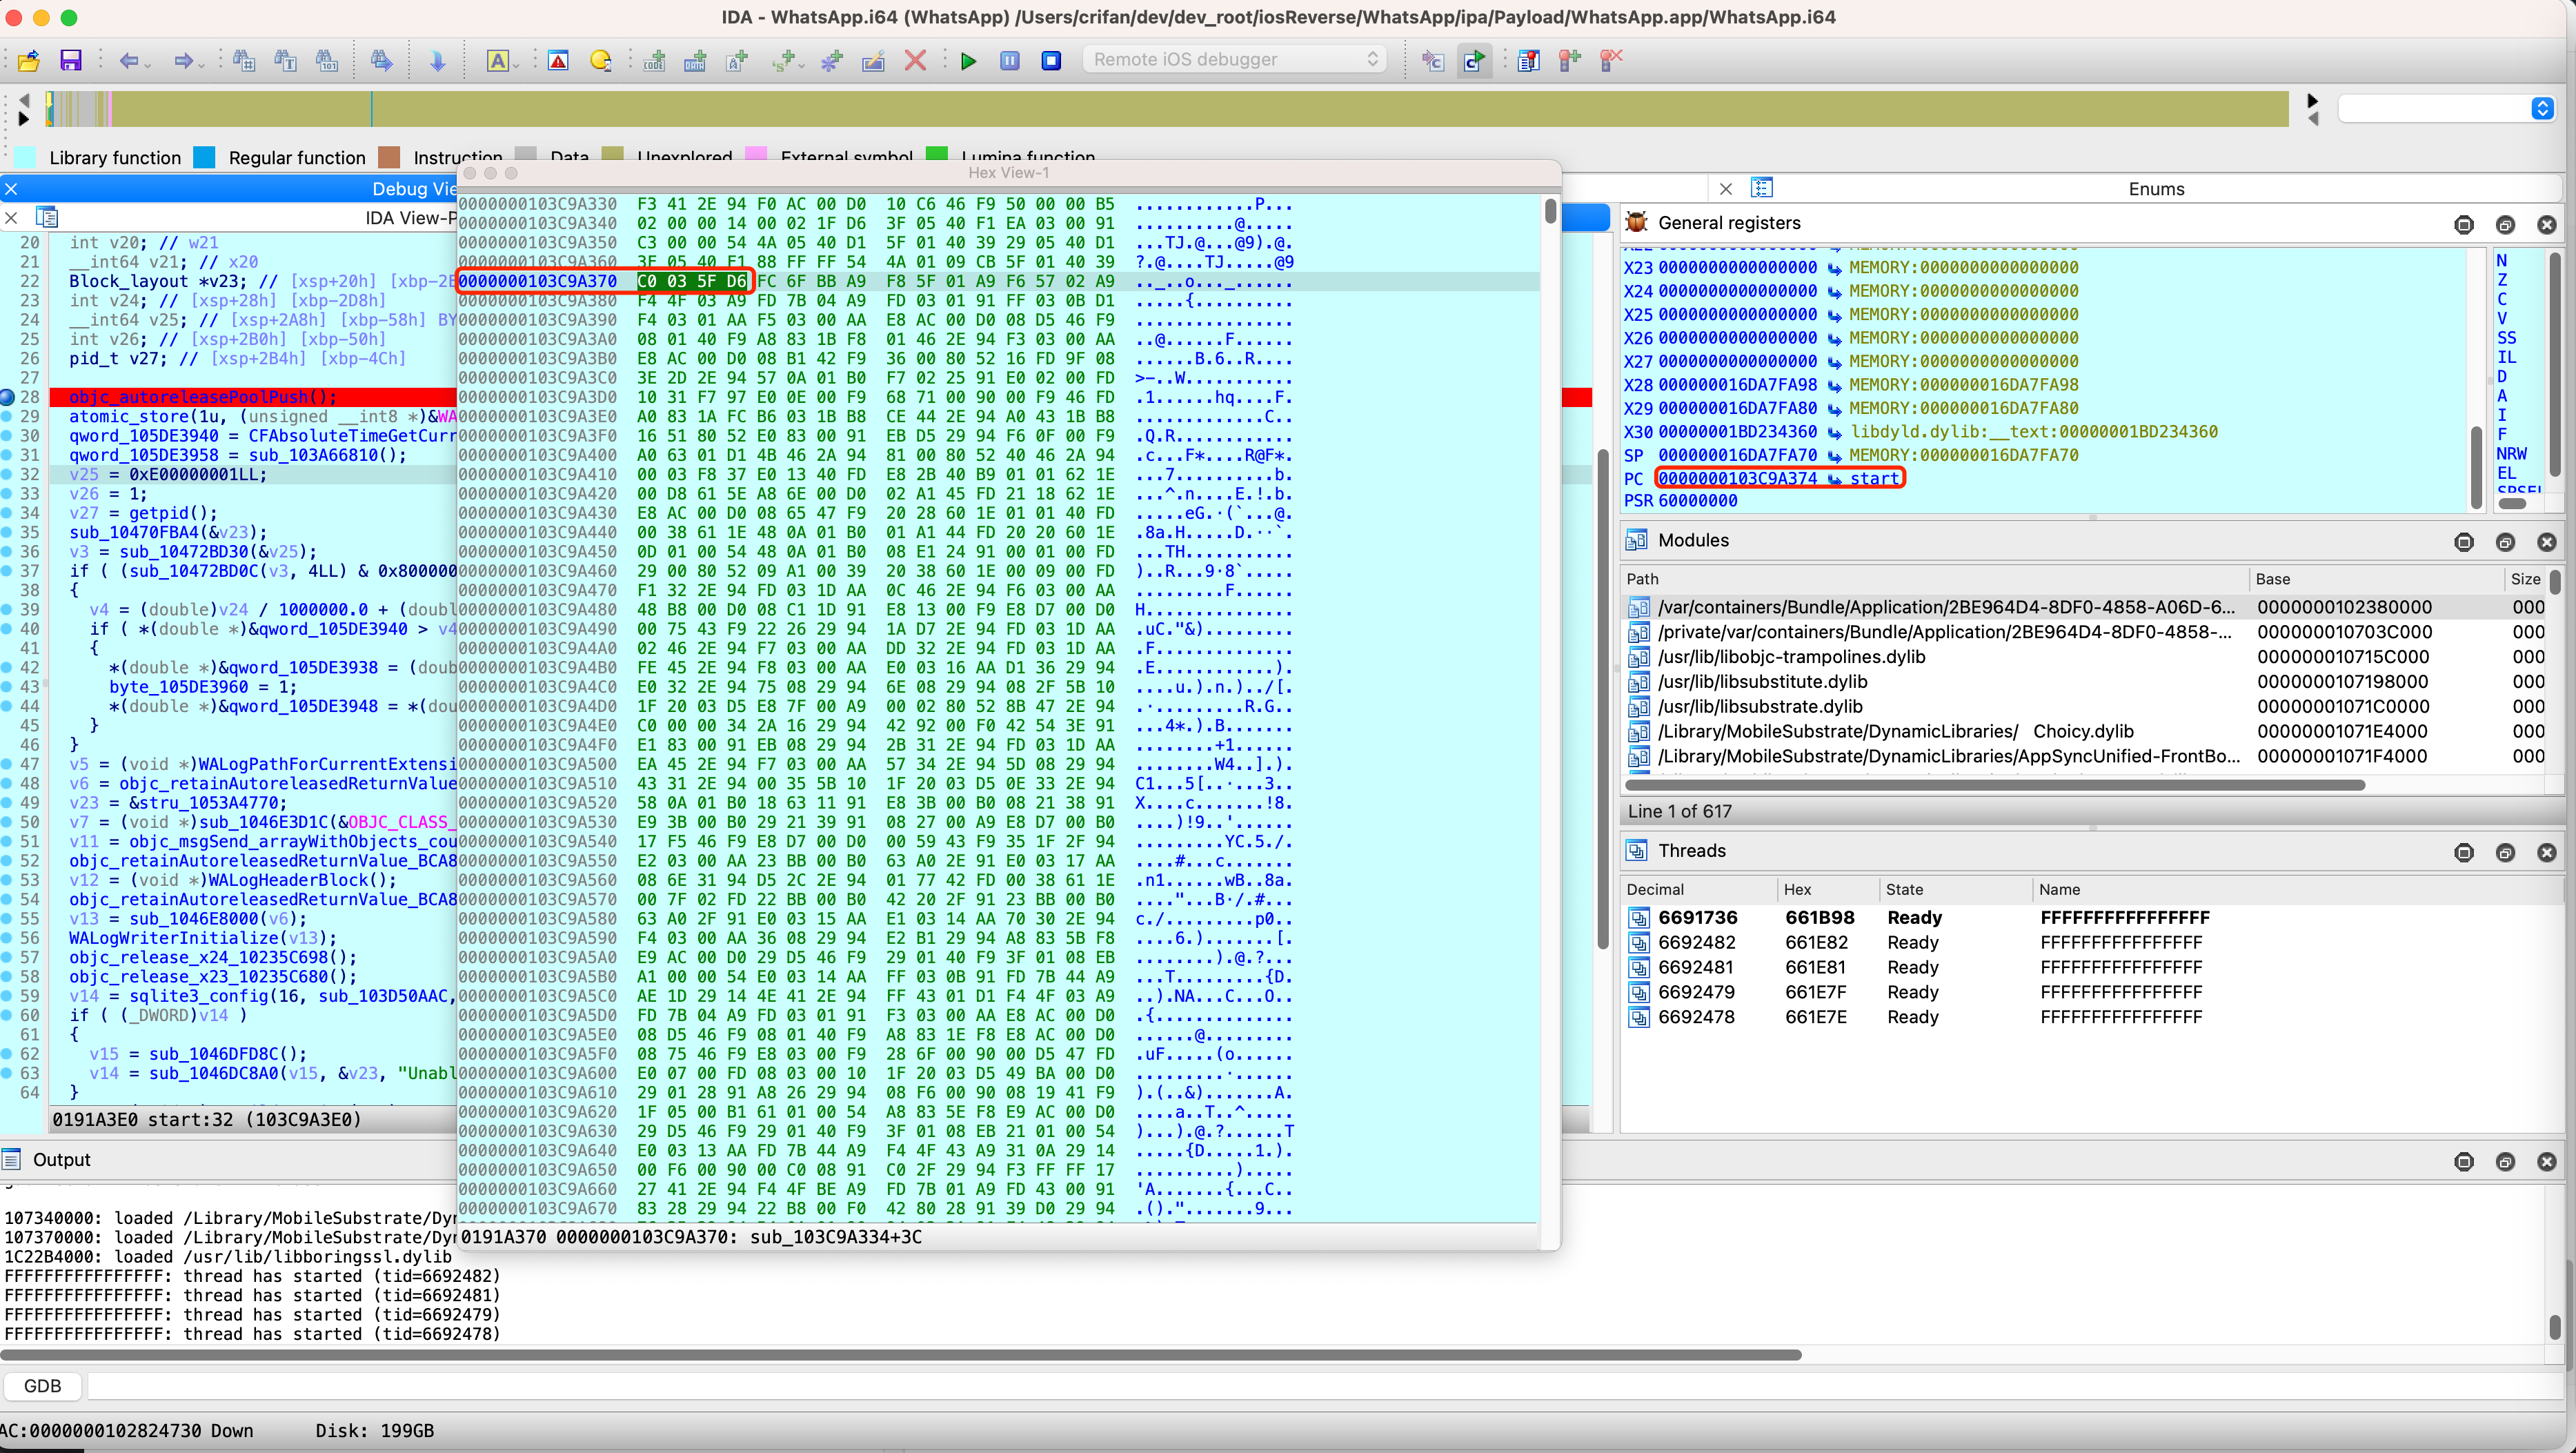 IDA - WhatsApp.i64 (WhatsApp) /Users/crifan/dev/dev_root/iosReverse/WhatsApp/ipa/Payload/WhatsApp.app/WhatsApp.i64
Remote iOS debugger
Library function Regular function Instruction Data Unexplored External symbol Lumina function
Debug Vie
IDA View-P
20 int v20; // w21
21 __int64 v21; // x20
22 Block_layout *v23; // [xsp+20h] [xbp-2E
23 int v24; // [xsp+28h] [xbp-2D8h]
24 __int64 v25; // [xsp+2A8h] [xbp-58h] BY
25 int v26; // [xsp+2B0h] [xbp-50h]
26 pid_t v27; // [xsp+2B4h] [xbp-4Ch]
27
28 objc_autoreleasePoolPush();
29 atomic_store(1u, (unsigned __int8 *)&WA
30 qword_105DE3940 = CFAbsoluteTimeGetCurr
31 qword_105DE3958 = sub_103A66810();
32 v25 = 0xE00000001LL;
33 v26 = 1;
34 v27 = getpid();
35 sub_10470FBA4(&v23);
36 v3 = sub_10472BD30(&v25);
37 if ( (sub_10472BD0C(v3, 4LL) & 0x800000
38 {
39 v4 = (double)v24 / 1000000.0 + (doubl
40 if ( *(double *)&qword_105DE3940 > v4
41 {
42 *(double *)&qword_105DE3938 = (doub
43 byte_105DE3960 = 1;
44 *(double *)&qword_105DE3948 = *(dou
45 }
46 }
47 v5 = (void *)WALogPathForCurrentExtensi
48 v6 = objc_retainAutoreleasedReturnValue
49 v23 = &stru_1053A4770;
50 v7 = (void *)sub_1046E3D1C(&OBJC_CLASS_
51 v11 = objc_msgSend_arrayWithObjects_cou
52 objc_retainAutoreleasedReturnValue_BCA8
53 v12 = (void *)WALogHeaderBlock();
54 objc_retainAutoreleasedReturnValue_BCA8
55 v13 = sub_1046E8000(v6);
56 WALogWriterInitialize(v13);
57 objc_release_x24_10235C698();
58 objc_release_x23_10235C680();
59 v14 = sqlite3_config(16, sub_103D50AAC,
60 if ( (_DWORD)v14 )
61 {
62 v15 = sub_1046DFD8C();
63 v14 = sub_1046DC8A0(v15, &v23, "Unabl
64 }
0191A3E0 start:32 (103C9A3E0)
Hex View-1
0000000103C9A330 F3 41 2E 94 F0 AC 00 D0 10 C6 46 F9 50 00 00 B5 ............P...
0000000103C9A340 02 00 00 14 00 02 1F D6 3F 05 40 F1 EA 03 00 91 ..........@.....
0000000103C9A350 C3 00 00 54 4A 05 40 D1 5F 01 40 39 29 05 40 D1 ...TJ.@...@9).@.
0000000103C9A360 3F 05 40 F1 88 FF FF 54 4A 01 09 CB 5F 01 40 39 ?.@....TJ.....@9
0000000103C9A370 C0 03 5F D6 FC 6F BB A9 F8 5F 01 A9 F6 57 02 A9 .._..o..._......
0000000103C9A380 F4 4F 03 A9 FD 7B 04 A9 FD 03 01 91 FF 03 0B D1 .....{..........
0000000103C9A390 F4 03 01 AA F5 03 00 AA E8 AC 00 D0 08 D5 46 F9 ................
0000000103C9A3A0 08 01 40 F9 A8 83 1B F8 01 46 2E 94 F3 03 00 AA ..@......F......
0000000103C9A3B0 E8 AC 00 D0 08 B1 42 F9 36 00 80 52 16 FD 9F 08 ......B.6..R....
0000000103C9A3C0 3E 2D 2E 94 57 0A 01 B0 F7 02 25 91 E0 02 00 FD >-..W...........
0000000103C9A3D0 10 31 F7 97 E0 0E 00 F9 68 71 00 90 00 F9 46 FD .1......hq....F.
0000000103C9A3E0 A0 83 1A FC B6 03 1B B8 CE 44 2E 94 A0 43 1B B8 .............C..
0000000103C9A3F0 16 51 80 52 E0 83 00 91 EB D5 29 94 F6 0F 00 F9 .Q.R............
0000000103C9A400 A0 63 01 D1 4B 46 2A 94 81 00 80 52 40 46 2A 94 .c...F*....R@F*.
0000000103C9A410 00 03 F8 37 E0 13 40 FD E8 2B 40 B9 01 01 62 1E ...7..........b.
0000000103C9A420 00 D8 61 5E A8 6E 00 D0 02 A1 45 FD 21 18 62 1E ...^.n....E.!.b.
0000000103C9A430 E8 AC 00 D0 08 65 47 F9 20 28 60 1E 01 01 40 FD .....eG.·(`...@.
0000000103C9A440 00 38 61 1E 48 0A 01 B0 01 A1 44 FD 20 20 60 1E .8a.H.....D.··`.
0000000103C9A450 0D 01 00 54 48 0A 01 B0 08 E1 24 91 00 01 00 FD ...TH...........
0000000103C9A460 29 00 80 52 09 A1 00 39 20 38 60 1E 00 09 00 FD )..R...9·8`.....
0000000103C9A470 F1 32 2E 94 FD 03 1D AA 0C 46 2E 94 F6 03 00 AA .........F......
0000000103C9A480 48 B8 00 D0 08 C1 1D 91 E8 13 00 F9 E8 D7 00 D0 H...............
0000000103C9A490 00 75 43 F9 22 26 29 94 1A D7 2E 94 FD 03 1D AA .uC."&).........
0000000103C9A4A0 02 46 2E 94 F7 03 00 AA DD 32 2E 94 FD 03 1D AA .F..............
0000000103C9A4B0 FE 45 2E 94 F8 03 00 AA E0 03 16 AA D1 36 29 94 .E............).
0000000103C9A4C0 E0 32 2E 94 75 08 29 94 6E 08 29 94 08 2F 5B 10 ....u.).n.)../[.
0000000103C9A4D0 1F 20 03 D5 E8 7F 00 A9 00 02 80 52 8B 47 2E 94 .·.........R.G..
0000000103C9A4E0 C0 00 00 34 2A 16 29 94 42 92 00 F0 42 54 3E 91 ...4*.).B.......
0000000103C9A4F0 E1 83 00 91 EB 08 29 94 2B 31 2E 94 FD 03 1D AA ........+1......
0000000103C9A500 EA 45 2E 94 F7 03 00 AA 57 34 2E 94 5D 08 29 94 ........W4..].).
0000000103C9A510 43 31 2E 94 00 35 5B 10 1F 20 03 D5 0E 33 2E 94 C1...5[..·...3..
0000000103C9A520 58 0A 01 B0 18 63 11 91 E8 3B 00 B0 08 21 38 91 X....c.......!8.
0000000103C9A530 E9 3B 00 B0 29 21 39 91 08 27 00 A9 E8 D7 00 B0 ....)!9..'......
0000000103C9A540 17 F5 46 F9 E8 D7 00 D0 00 59 43 F9 35 1F 2F 94 .........YC.5./.
0000000103C9A550 E2 03 00 AA 23 BB 00 B0 63 A0 2E 91 E0 03 17 AA ....#...c.......
0000000103C9A560 08 6E 31 94 D5 2C 2E 94 01 77 42 FD 00 38 61 1E .n1......wB..8a.
0000000103C9A570 00 7F 02 FD 22 BB 00 B0 42 20 2F 91 23 BB 00 B0 ...."...B·/.#...
0000000103C9A580 63 A0 2F 91 E0 03 15 AA E1 03 14 AA 70 30 2E 94 c./.........p0..
0000000103C9A590 F4 03 00 AA 36 08 29 94 E2 B1 29 94 A8 83 5B F8 ....6.).......[.
0000000103C9A5A0 E9 AC 00 D0 29 D5 46 F9 29 01 40 F9 3F 01 08 EB ........).@.?...
0000000103C9A5B0 A1 00 00 54 E0 03 14 AA FF 03 0B 91 FD 7B 44 A9 ...T.........{D.
0000000103C9A5C0 AE 1D 29 14 4E 41 2E 94 FF 43 01 D1 F4 4F 03 A9 ..).NA...C...O..
0000000103C9A5D0 FD 7B 04 A9 FD 03 01 91 F3 03 00 AA E8 AC 00 D0 .{..............
0000000103C9A5E0 08 D5 46 F9 08 01 40 F9 A8 83 1E F8 E8 AC 00 D0 ......@.........
0000000103C9A5F0 08 75 46 F9 E8 03 00 F9 28 6F 00 90 00 D5 47 FD .uF.....(o......
0000000103C9A600 E0 07 00 FD 08 03 00 10 1F 20 03 D5 49 BA 00 D0 .........·......
0000000103C9A610 29 01 28 91 A8 26 29 94 08 F6 00 90 08 19 41 F9 ).(..&).......A.
0000000103C9A620 1F 05 00 B1 61 01 00 54 A8 83 5E F8 E9 AC 00 D0 ....a..T..^.....
0000000103C9A630 29 D5 46 F9 29 01 40 F9 3F 01 08 EB 21 01 00 54 )...).@.?......T
0000000103C9A640 E0 03 13 AA FD 7B 44 A9 F4 4F 43 A9 31 0A 29 14 .....{D.....1.).
0000000103C9A650 00 F6 00 90 00 C0 08 91 C0 2F 29 94 F3 FF FF 17 ..........).....
0000000103C9A660 27 41 2E 94 F4 4F BE A9 FD 7B 01 A9 FD 43 00 91 'A.......{...C..
0000000103C9A670 83 28 29 94 22 B8 00 F0 42 80 28 91 39 D0 29 94 .().".......9...
0191A370 0000000103C9A370: sub_103C9A334+3C
Enums
General registers
X23 0000000000000000 MEMORY:0000000000000000
X24 0000000000000000 MEMORY:0000000000000000
X25 0000000000000000 MEMORY:0000000000000000
X26 0000000000000000 MEMORY:0000000000000000
X27 0000000000000000 MEMORY:0000000000000000
X28 000000016DA7FA98 MEMORY:000000016DA7FA98
X29 000000016DA7FA80 MEMORY:000000016DA7FA80
X30 00000001BD234360 libdyld.dylib:__text:00000001BD234360
SP 000000016DA7FA70 MEMORY:000000016DA7FA70
PC 0000000103C9A374 start
PSR 60000000
N
Z
C
V
SS
IL
D
A
I
F
NRW
EL
Modules
Path Base Size
/var/containers/Bundle/Application/2BE964D4-8DF0-4858-A06D-6... 0000000102380000 000
/private/var/containers/Bundle/Application/2BE964D4-8DF0-4858-... 000000010703C000 000
/usr/lib/libobjc-trampolines.dylib 000000010715C000 000
/usr/lib/libsubstitute.dylib 0000000107198000 000
/usr/lib/libsubstrate.dylib 00000001071C0000 000
/Library/MobileSubstrate/DynamicLibraries/ Choicy.dylib 00000001071E4000 000
/Library/MobileSubstrate/DynamicLibraries/AppSyncUnified-FrontBo... 00000001071F4000 000
Line 1 of 617
Threads
Decimal Hex State Name
6691736 661B98 Ready FFFFFFFFFFFFFFFF
6692482 661E82 Ready FFFFFFFFFFFFFFFF
6692481 661E81 Ready FFFFFFFFFFFFFFFF
6692479 661E7F Ready FFFFFFFFFFFFFFFF
6692478 661E7E Ready FFFFFFFFFFFFFFFF
Output
107340000: loaded /Library/MobileSubstrate/Dyn
107370000: loaded /Library/MobileSubstrate/Dyn
1C22B4000: loaded /usr/lib/libboringssl.dylib
FFFFFFFFFFFFFFFF: thread has started (tid=6692482)
FFFFFFFFFFFFFFFF: thread has started (tid=6692481)
FFFFFFFFFFFFFFFF: thread has started (tid=6692479)
FFFFFFFFFFFFFFFF: thread has started (tid=6692478)
GDB
AC:0000000102824730 Down Disk: 199GB